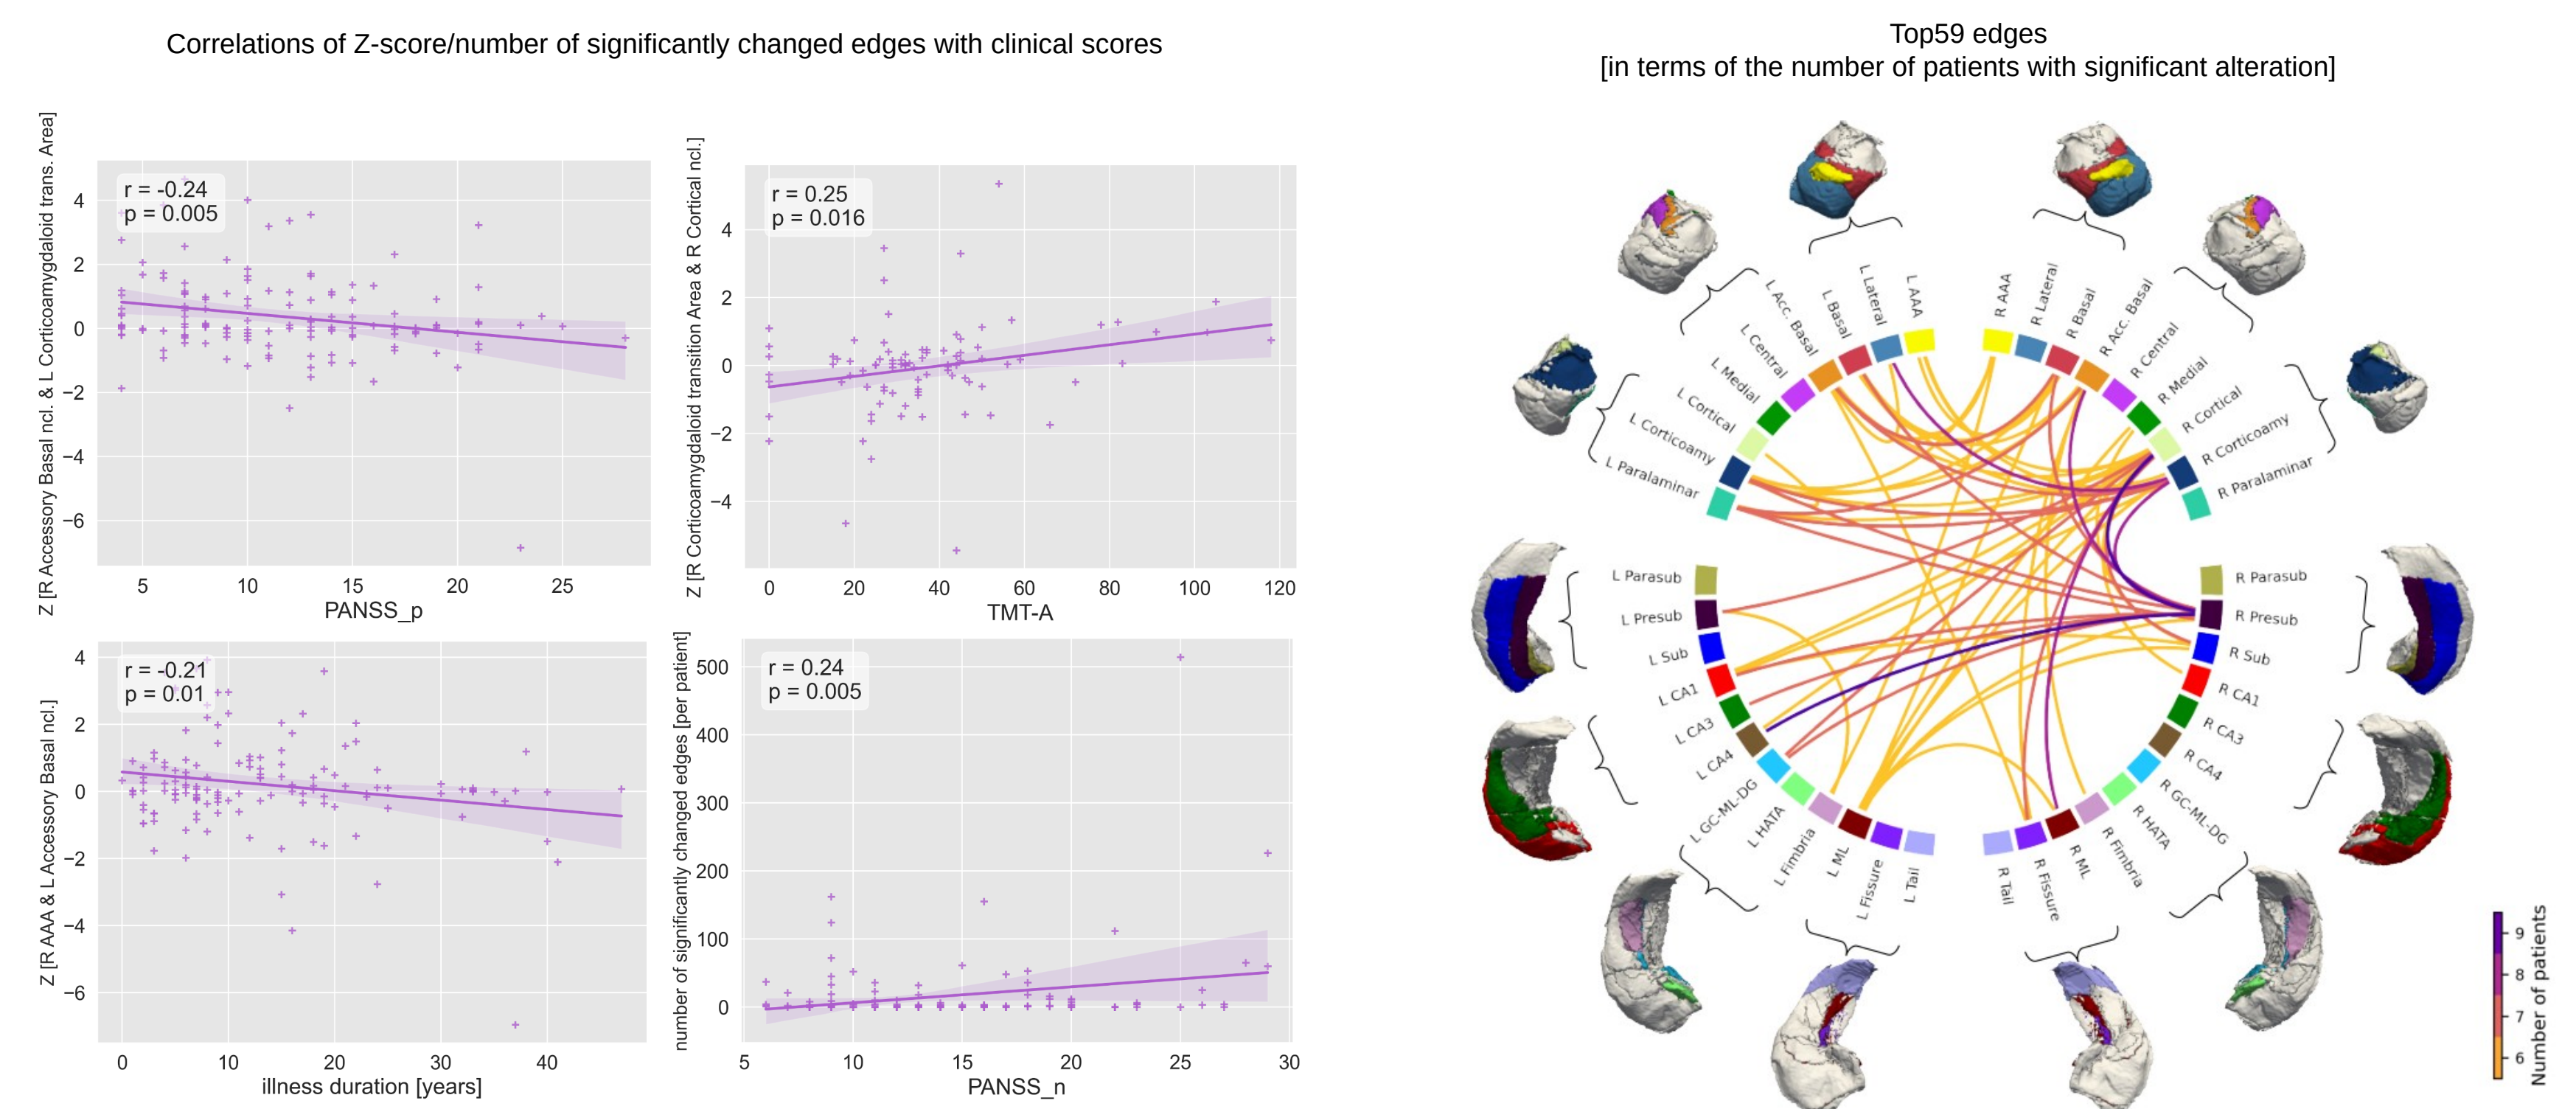 Correlations of Z-score/number of significantly changed edges with clinical scores
Z [R Accessory Basal ncl. & L Corticoamygdaloid trans. Area]
r = -0.24
p = 0.005
4
2
0
−2
−4
−6
5
10
15
20
25
PANSS_p
Z [R Corticoamygdaloid transition Area & R Cortical ncl.]
r = 0.25
p = 0.016
4
2
0
−2
−4
0
20
40
60
80
100
120
TMT-A
Z [R AAA & L Accessory Basal ncl.]
r = -0.21
p = 0.01
4
2
0
−2
−4
−6
0
10
20
30
40
illness duration [years]
number of significantly changed edges [per patient]
r = 0.24
p = 0.005
500
400
300
200
100
0
5
10
15
20
25
30
PANSS_n
Top59 edges
[in terms of the number of patients with significant alteration]
L AAA
L Lateral
L Basal
L Acc. Basal
L Central
L Medial
L Cortical
L Corticoamy
L Paralaminar
L Parasub
L Presub
L Sub
L CA1
L CA3
L CA4
L GC-ML-DG
L HATA
L Fimbria
L ML
L Fissure
L Tail
R AAA
R Lateral
R Basal
R Acc. Basal
R Central
R Medial
R Cortical
R Corticoamy
R Paralaminar
R Parasub
R Presub
R Sub
R CA1
R CA3
R CA4
R GC-ML-DG
R HATA
R Fimbria
R ML
R Fissure
R Tail
9
8
7
6
Number of patients